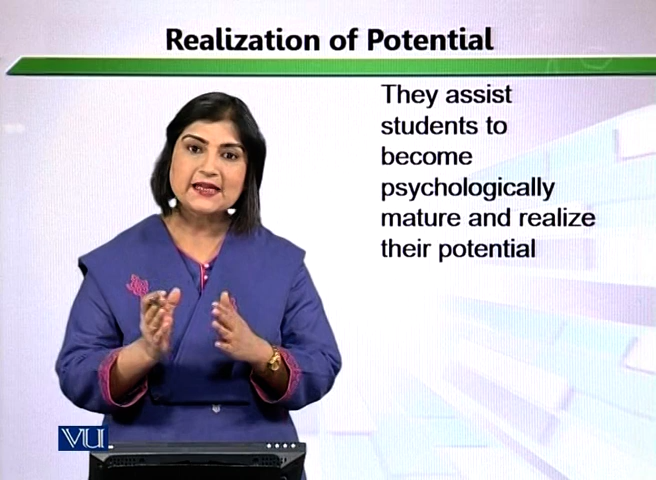 Realization of Potential
They assist
students to
become
psychologically
mature and realize
their potential
VU